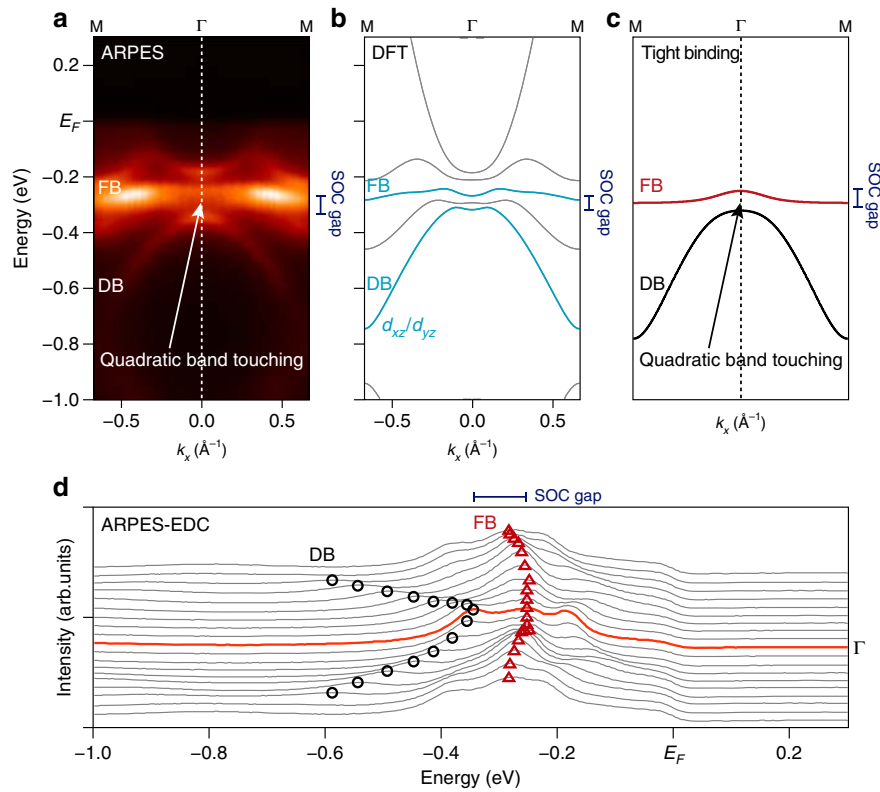 a
M Γ M
ARPES
0.2
E_F
−0.2
−0.4
−0.6
−0.8
−1.0
Energy (eV)
FB
DB
Quadratic band touching
SOC gap
−0.5 0.0 0.5
k_x (Å⁻¹)
b
M Γ M
DFT
FB
DB
d_xz/d_yz
SOC gap
−0.5 0.0 0.5
k_x (Å⁻¹)
c
M Γ M
Tight binding
FB
DB
Quadratic band touching
SOC gap
k_x (Å⁻¹)
d
SOC gap
ARPES-EDC
FB
DB
Γ
Intensity (arb.units)
−1.0 −0.8 −0.6 −0.4 −0.2 E_F 0.2
Energy (eV)